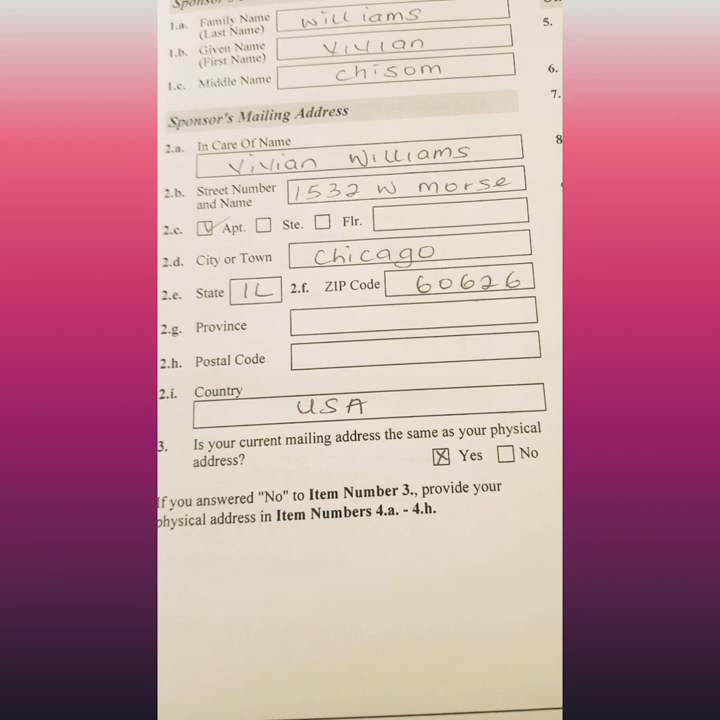 1.a. Family Name (Last Name) Williams
1.b. Given Name (First Name) Vivian
1.c. Middle Name Chisom
Sponsor's Mailing Address
2.a. In Care Of Name
Vivian Williams
2.b. Street Number and Name 1532 W morse
2.c. Apt. Ste. Flr.
2.d. City or Town Chicago
2.e. State IL 2.f. ZIP Code 60626
2.g. Province
2.h. Postal Code
2.i. Country
USA
3. Is your current mailing address the same as your physical
address? Yes No
If you answered "No" to Item Number 3., provide your
physical address in Item Numbers 4.a. - 4.h.
5.
6.
7.
8